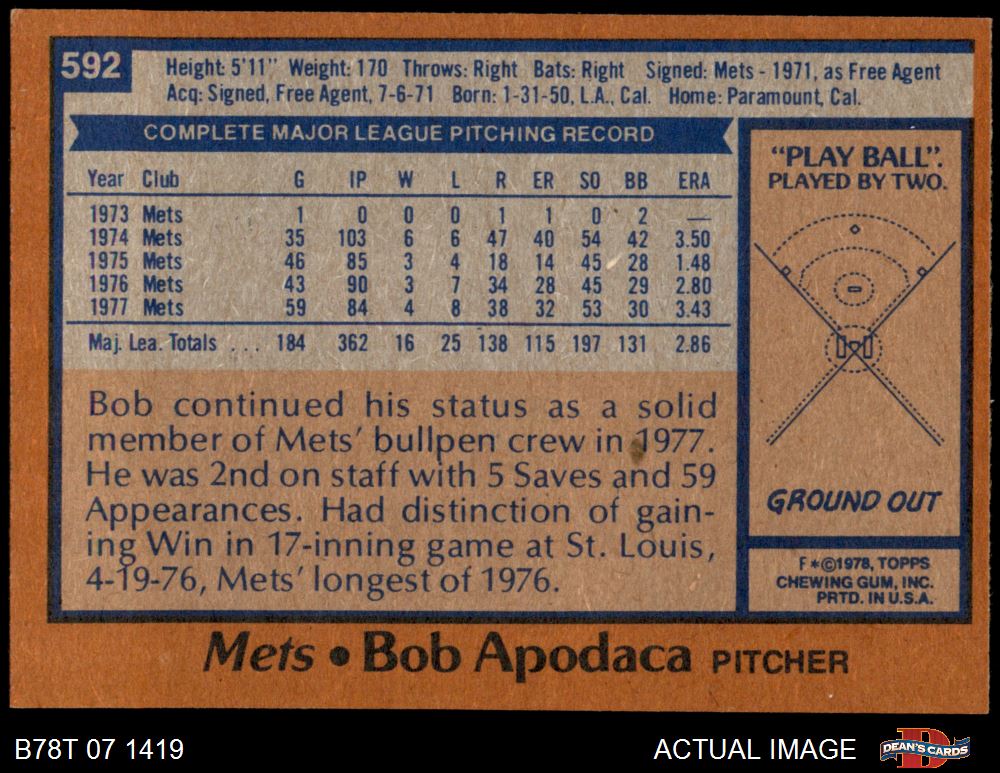 592
Height: 5'11" Weight: 170 Throws: Right Bats: Right Signed: Mets - 1971, as Free Agent
Acq: Signed, Free Agent, 7-6-71 Born: 1-31-50, L.A., Cal. Home: Paramount, Cal.
COMPLETE MAJOR LEAGUE PITCHING RECORD
Year Club G IP W L R ER SO BB ERA
1973 Mets 1 0 0 0 1 1 0 2 —
1974 Mets 35 103 6 6 47 40 54 42 3.50
1975 Mets 46 85 3 4 18 14 45 28 1.48
1976 Mets 43 90 3 7 34 28 45 29 2.80
1977 Mets 59 84 4 8 38 32 53 30 3.43
Maj. Lea. Totals . . . 184 362 16 25 138 115 197 131 2.86
Bob continued his status as a solid
member of Mets' bullpen crew in 1977.
He was 2nd on staff with 5 Saves and 59
Appearances. Had distinction of gain-
ing Win in 17-inning game at St. Louis,
4-19-76, Mets' longest of 1976.
"PLAY BALL".
PLAYED BY TWO.
GROUND OUT
F*©1978, TOPPS
CHEWING GUM, INC.
PRTD. IN U.S.A.
Mets • Bob Apodaca PITCHER
B78T 07 1419
ACTUAL IMAGE
DEAN'S CARDS